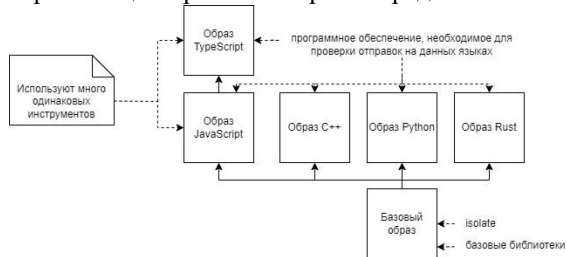 Образ
TypeScript
программное обеспечение, необходимое для
проверки отправок на данных языках
Используют много
одинаковых
инструментов
Образ
JavaScript
Образ C++
Образ Python
Образ Rust
Базовый
образ
isolate
базовые библиотеки